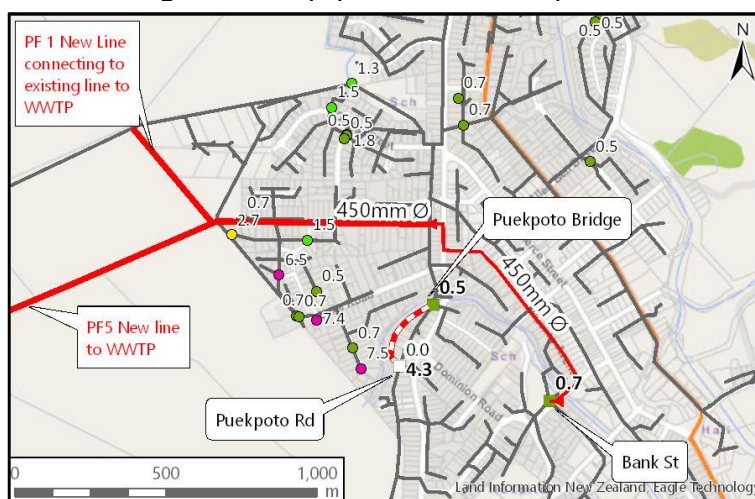 PF 1 New Line
connecting to
existing line to
WWTP
1.3
1.5
Sch
0.5
0.5
1.8
0.7
0.7
0.5
0.5
N
0.5
0.7
2.7
1.5
450mm Ø
Puekpoto Bridge
6.5
0.5
0.7
0.7
7.4
Road
0.5
450mm Ø
PF5 New line
to WWTP
0.7
7.5
0.0
4.3
Sch
Dominion Road
0.7
Puekpoto Rd
Bank St
0
500
1,000
m
Land Information New Zealand, Eagle Technology